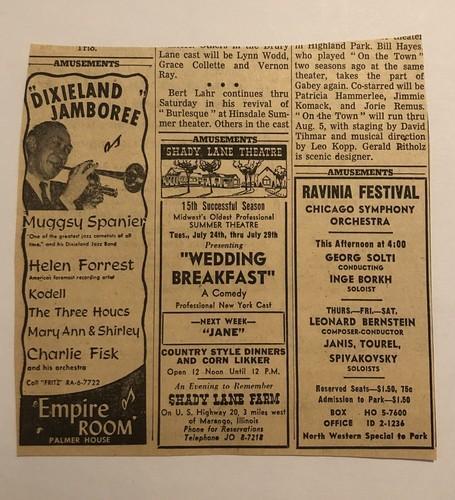 Trio.
AMUSEMENTS
"DIXIELAND
JAMBOREE"
Muggsy Spanier
"One of the greatest jazz cornetists of all
time," and his Dixieland Jazz Band
Helen Forrest
America's foremost recording artist
Kodell
The Three Houcs
Mary Ann & Shirley
Charlie Fisk
and his orchestra
Call "FRITZ" RA-6-7722
"Empire
ROOM"
PALMER HOUSE
Others in the Drury
Lane cast will be Lynn Wodd,
Grace Collette and Vernon
Ray.
Bert Lahr continues thru
Saturday in his revival of
"Burlesque" at Hinsdale Sum-
mer theater. Others in the cast
AMUSEMENTS
SHADY LANE THEATRE
15th Successful Season
Midwest's Oldest Professional
SUMMER THEATRE
Tues., July 24th, thr July 29th
Presenting
"WEDDING
BREAKFAST"
A Comedy
Professional New York Cast
—NEXT WEEK—
"JANE"
COUNTRY STYLE DINNERS
AND CORN LIKKER
Open 12 Noon Until 12 P.M.
An Evening to Remember
SHADY LANE FARM
On U. S. Highway 20, 3 miles west
of Marengo, Illinois
Phone for Reservations
Telephone JO 8-7218
theater
in Highland Park. Bill Hayes,
who played "On the Town"
two seasons ago at the same
theater, takes the part of
Gabey again. Co-starred will be
Patricia Hammerlee, Jimmie
Komack, and Jorie Remus.
"On the Town" will run thru
Aug. 5, with staging by David
Tihmar and musical direction
by Leo Kopp. Gerald Ritholz
is scenic designer.
AMUSEMENTS
RAVINIA FESTIVAL
CHICAGO SYMPHONY
ORCHESTRA
This Afternoon at 4:00
GEORG SOLTI
CONDUCTING
INGE BORKH
SOLOIST
THURS.—FRI.—SAT.
LEONARD BERNSTEIN
COMPOSER-CONDUCTOR
JANIS, TOUREL,
SPIVAKOVSKY
SOLOISTS
Reserved Seats—$1.50, 75c
Admission to Park—$1.50
BOX HO 5-7600
OFFICE ID 2-1236
North Western Special to Park